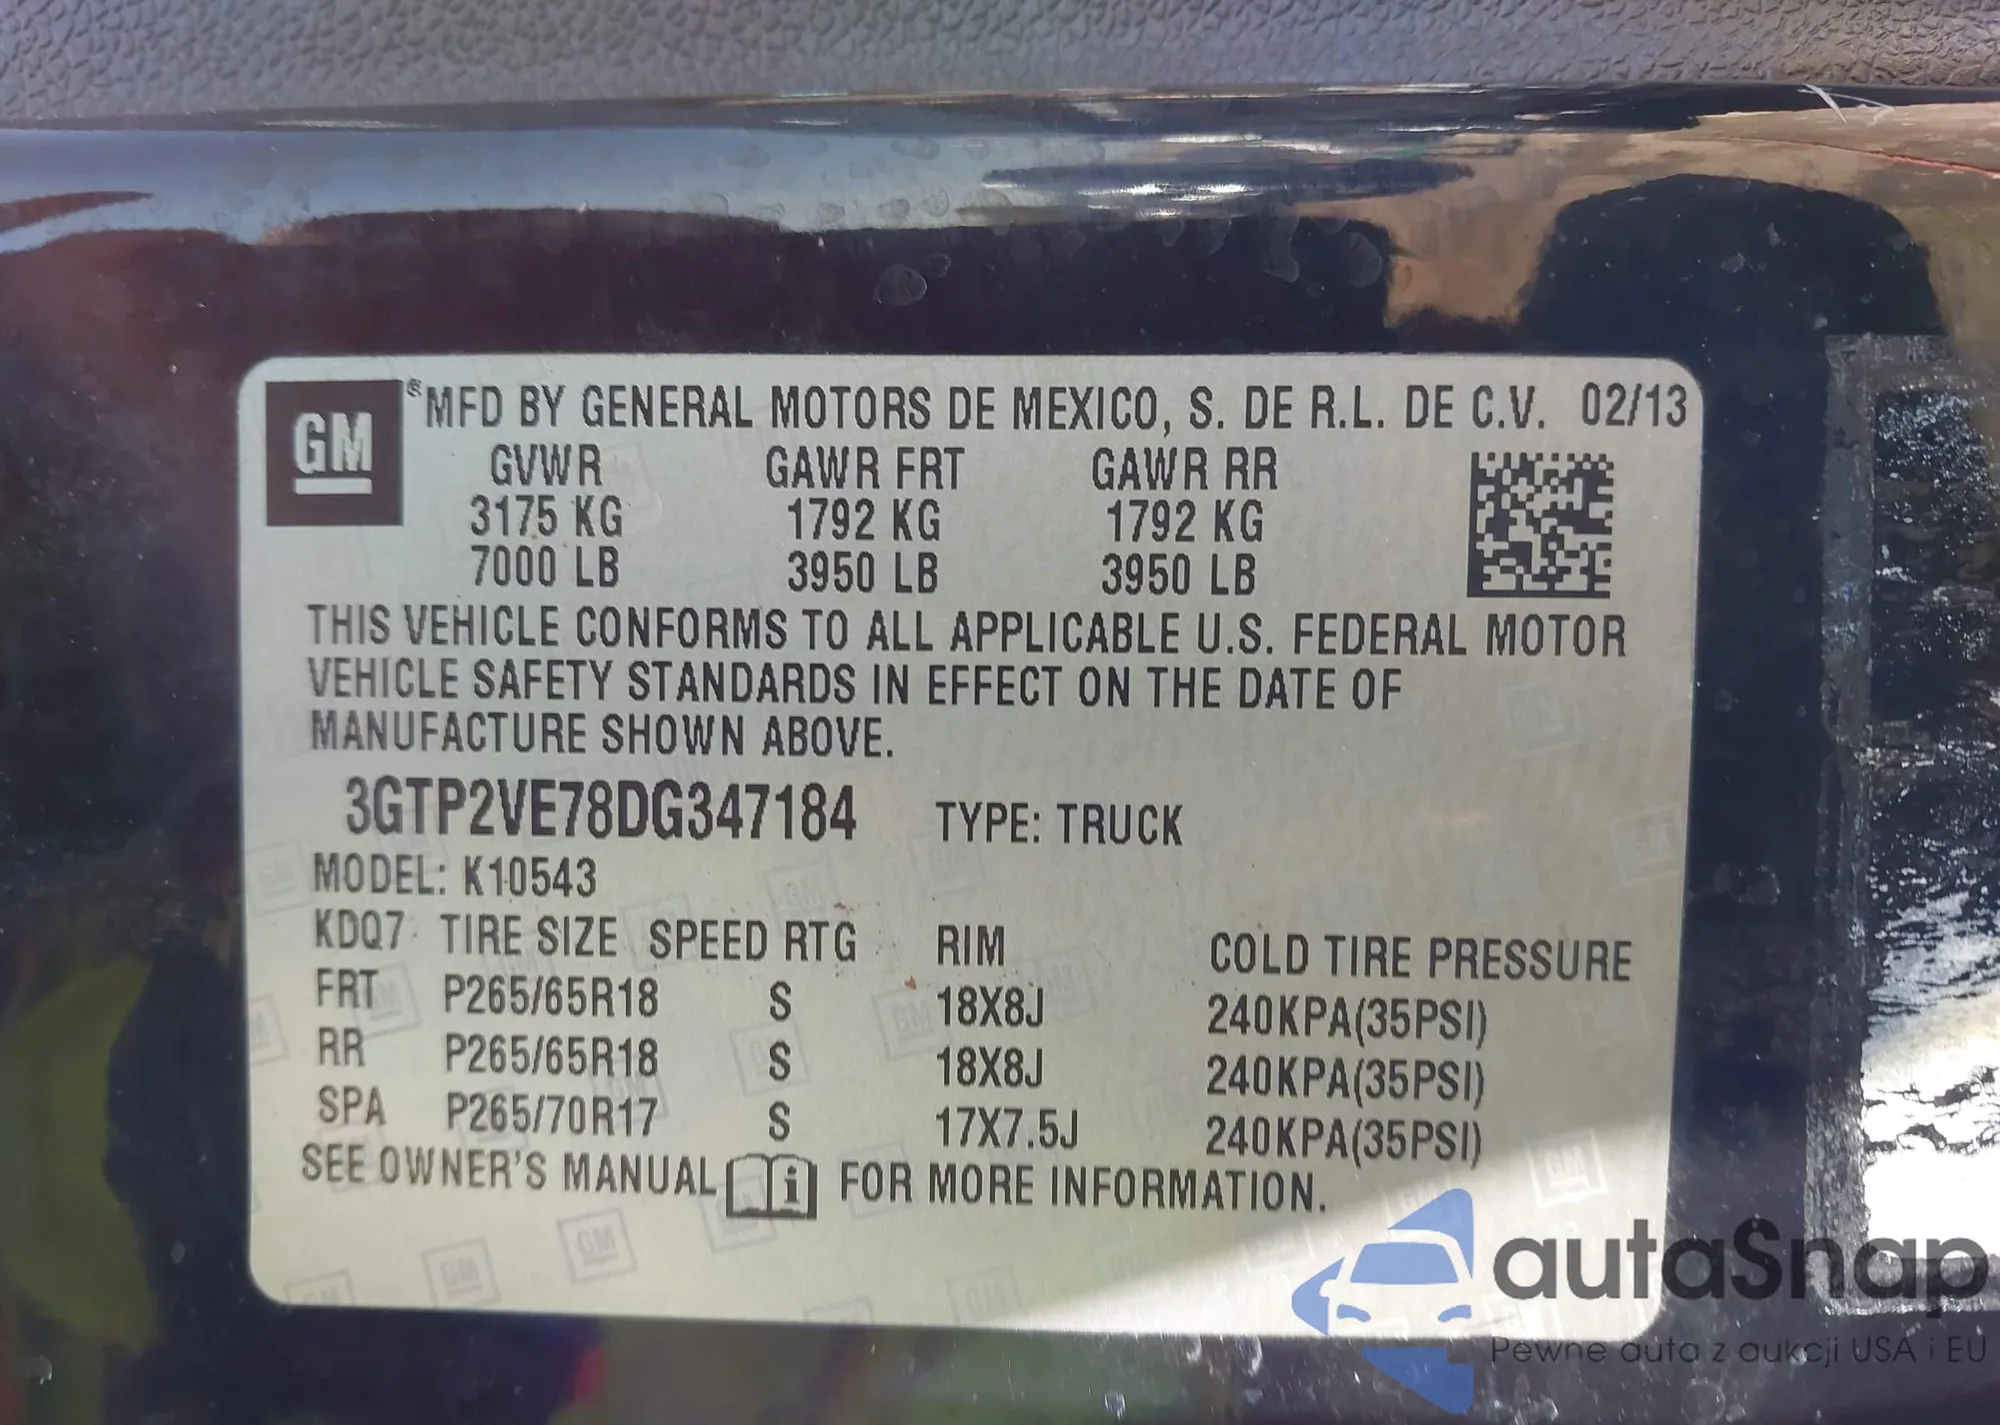 GM ® MFD BY GENERAL MOTORS DE MEXICO, S. DE R.L. DE C.V. 02/13
GVWR GAWR FRT GAWR RR
3175 KG 1792 KG 1792 KG
7000 LB 3950 LB 3950 LB
THIS VEHICLE CONFORMS TO ALL APPLICABLE U.S. FEDERAL MOTOR
VEHICLE SAFETY STANDARDS IN EFFECT ON THE DATE OF
MANUFACTURE SHOWN ABOVE.
3GTP2VE78DG347184 TYPE: TRUCK
MODEL: K10543
KDQ7 TIRE SIZE SPEED RTG RIM COLD TIRE PRESSURE
FRT P265/65R18 S 18X8J 240KPA(35PSI)
RR P265/65R18 S 18X8J 240KPA(35PSI)
SPA P265/70R17 S 17X7.5J 240KPA(35PSI)
SEE OWNER'S MANUAL i FOR MORE INFORMATION.
autaSnap
Pewne auta z aukcji USA i EU